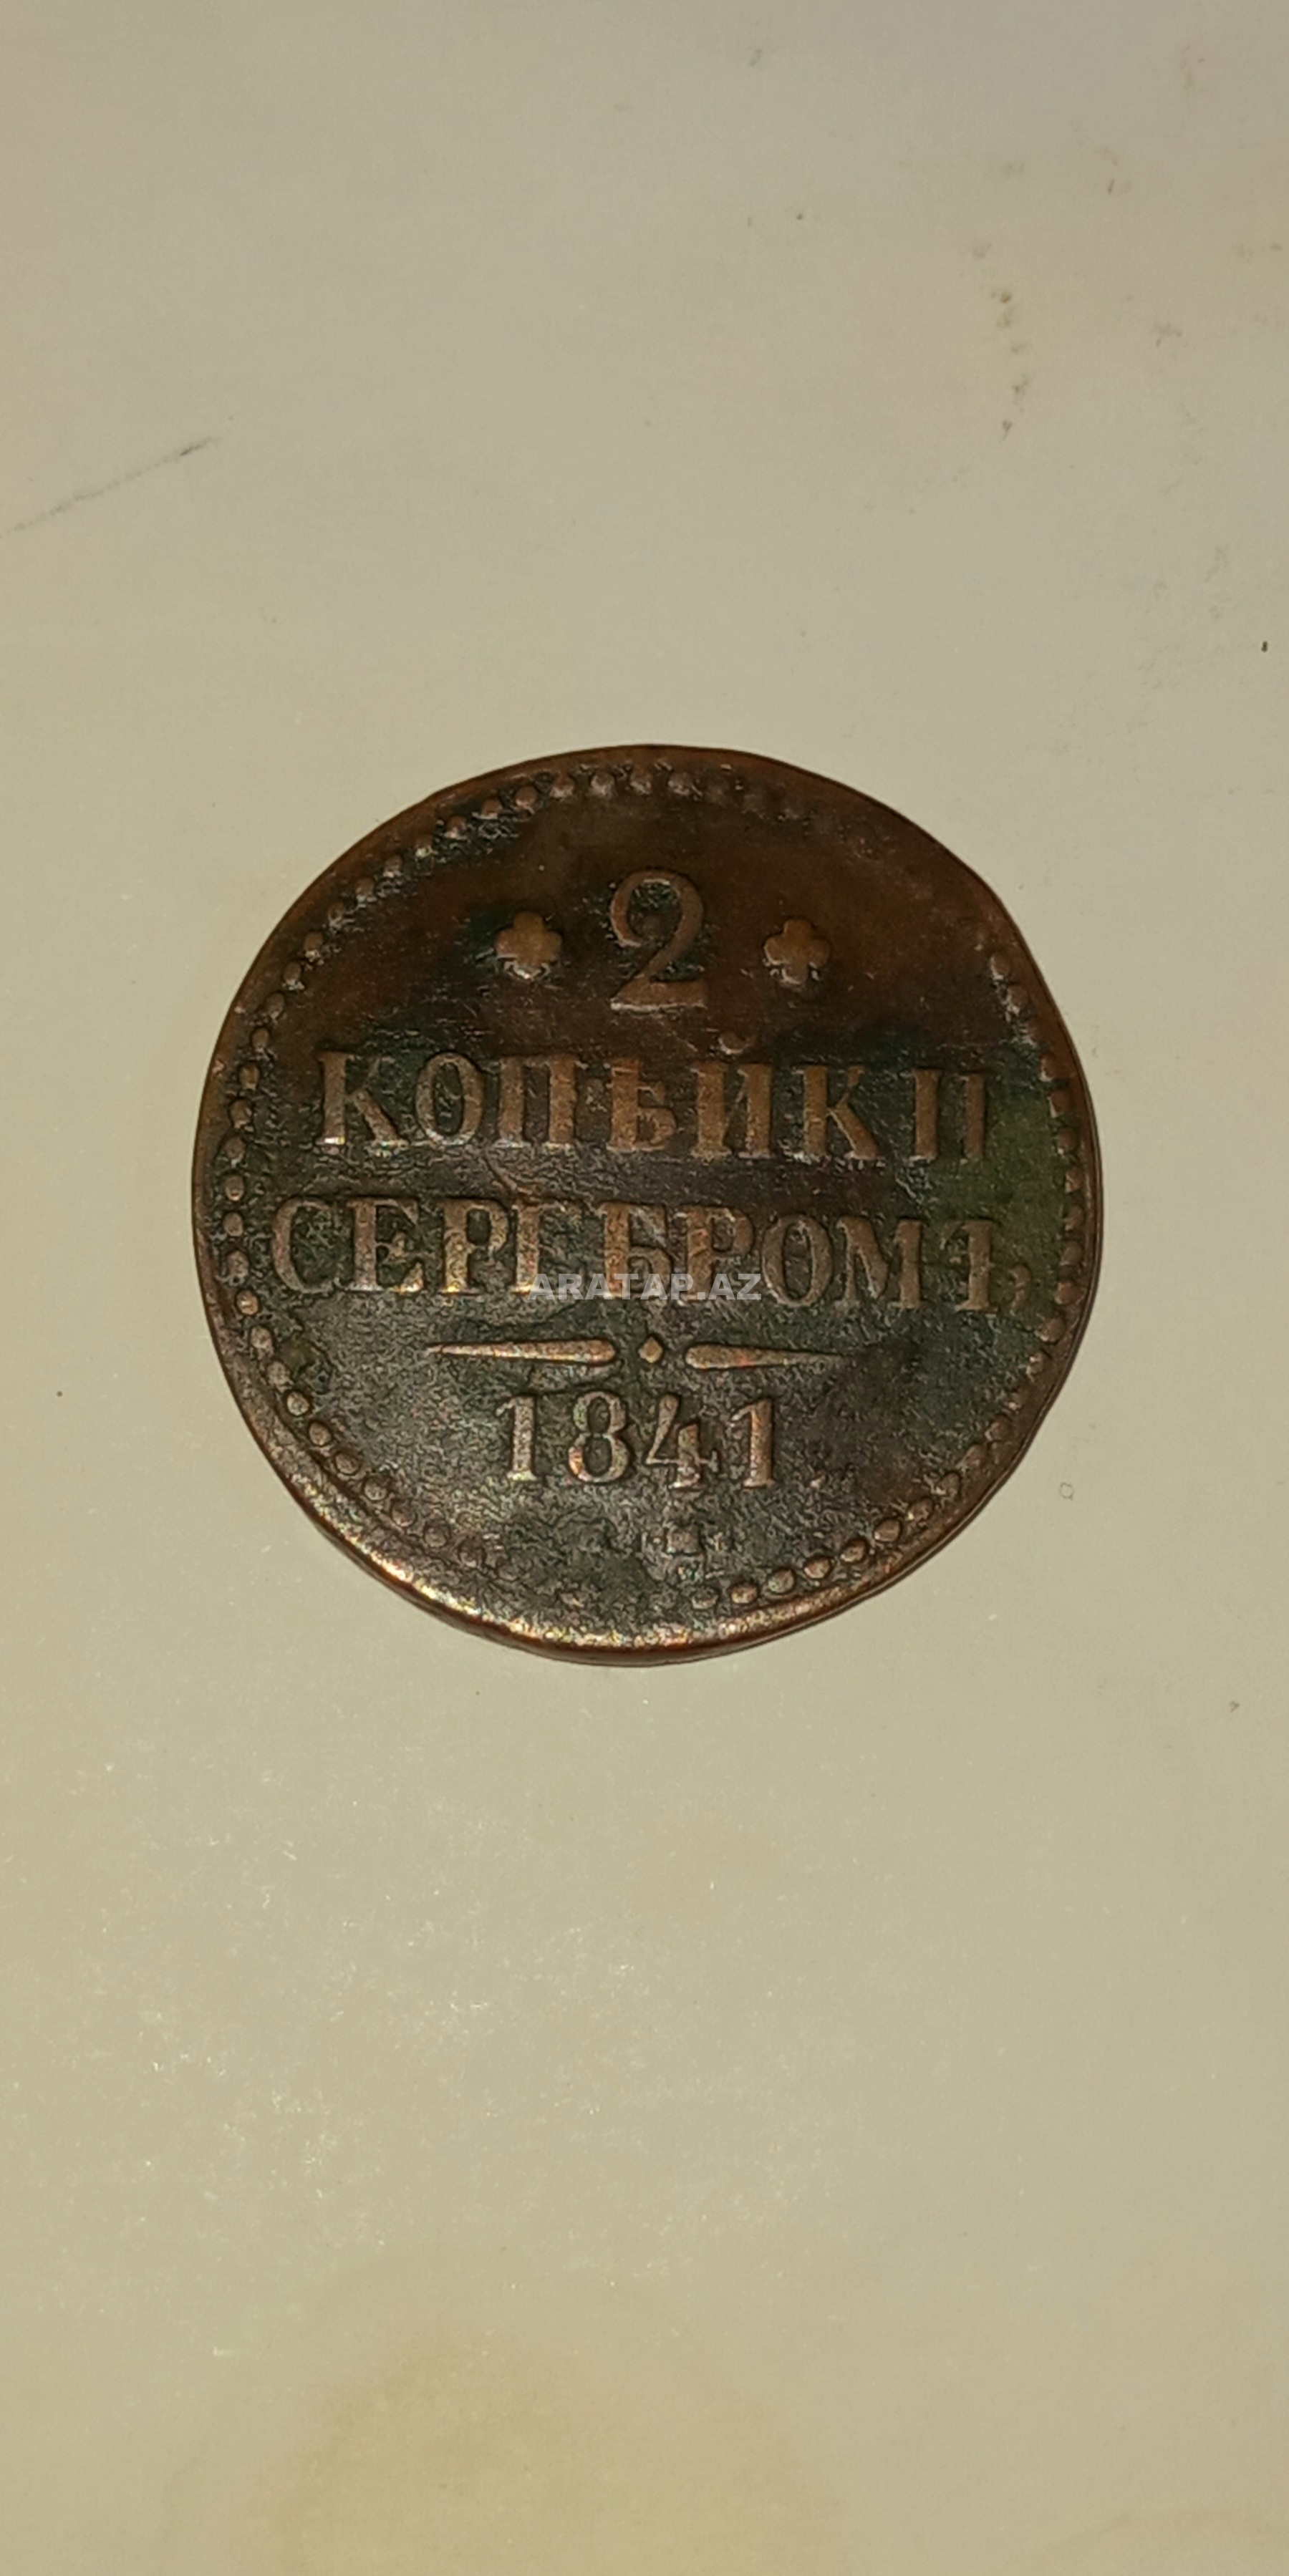 2
КОПѢЙКИ
СЕРЕБРОМЪ,
ARATAP.AZ
1841